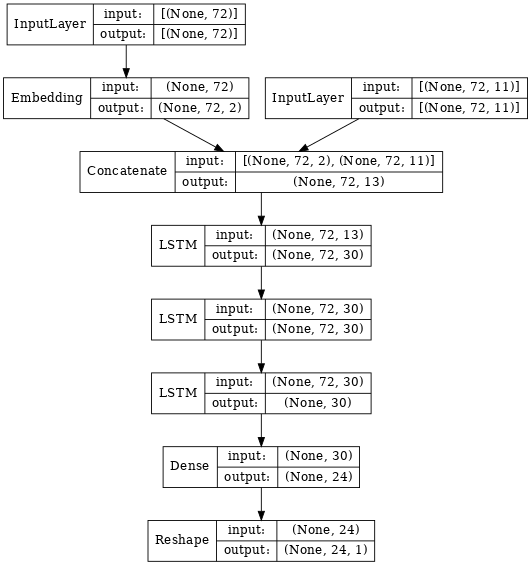 InputLayer input: [(None, 72)]
output: [(None, 72)]
Embedding input: (None, 72)
output: (None, 72, 2)
InputLayer input: [(None, 72, 11)]
output: [(None, 72, 11)]
Concatenate input: [(None, 72, 2), (None, 72, 11)]
output: (None, 72, 13)
LSTM input: (None, 72, 13)
output: (None, 72, 30)
LSTM input: (None, 72, 30)
output: (None, 72, 30)
LSTM input: (None, 72, 30)
output: (None, 30)
Dense input: (None, 30)
output: (None, 24)
Reshape input: (None, 24)
output: (None, 24, 1)